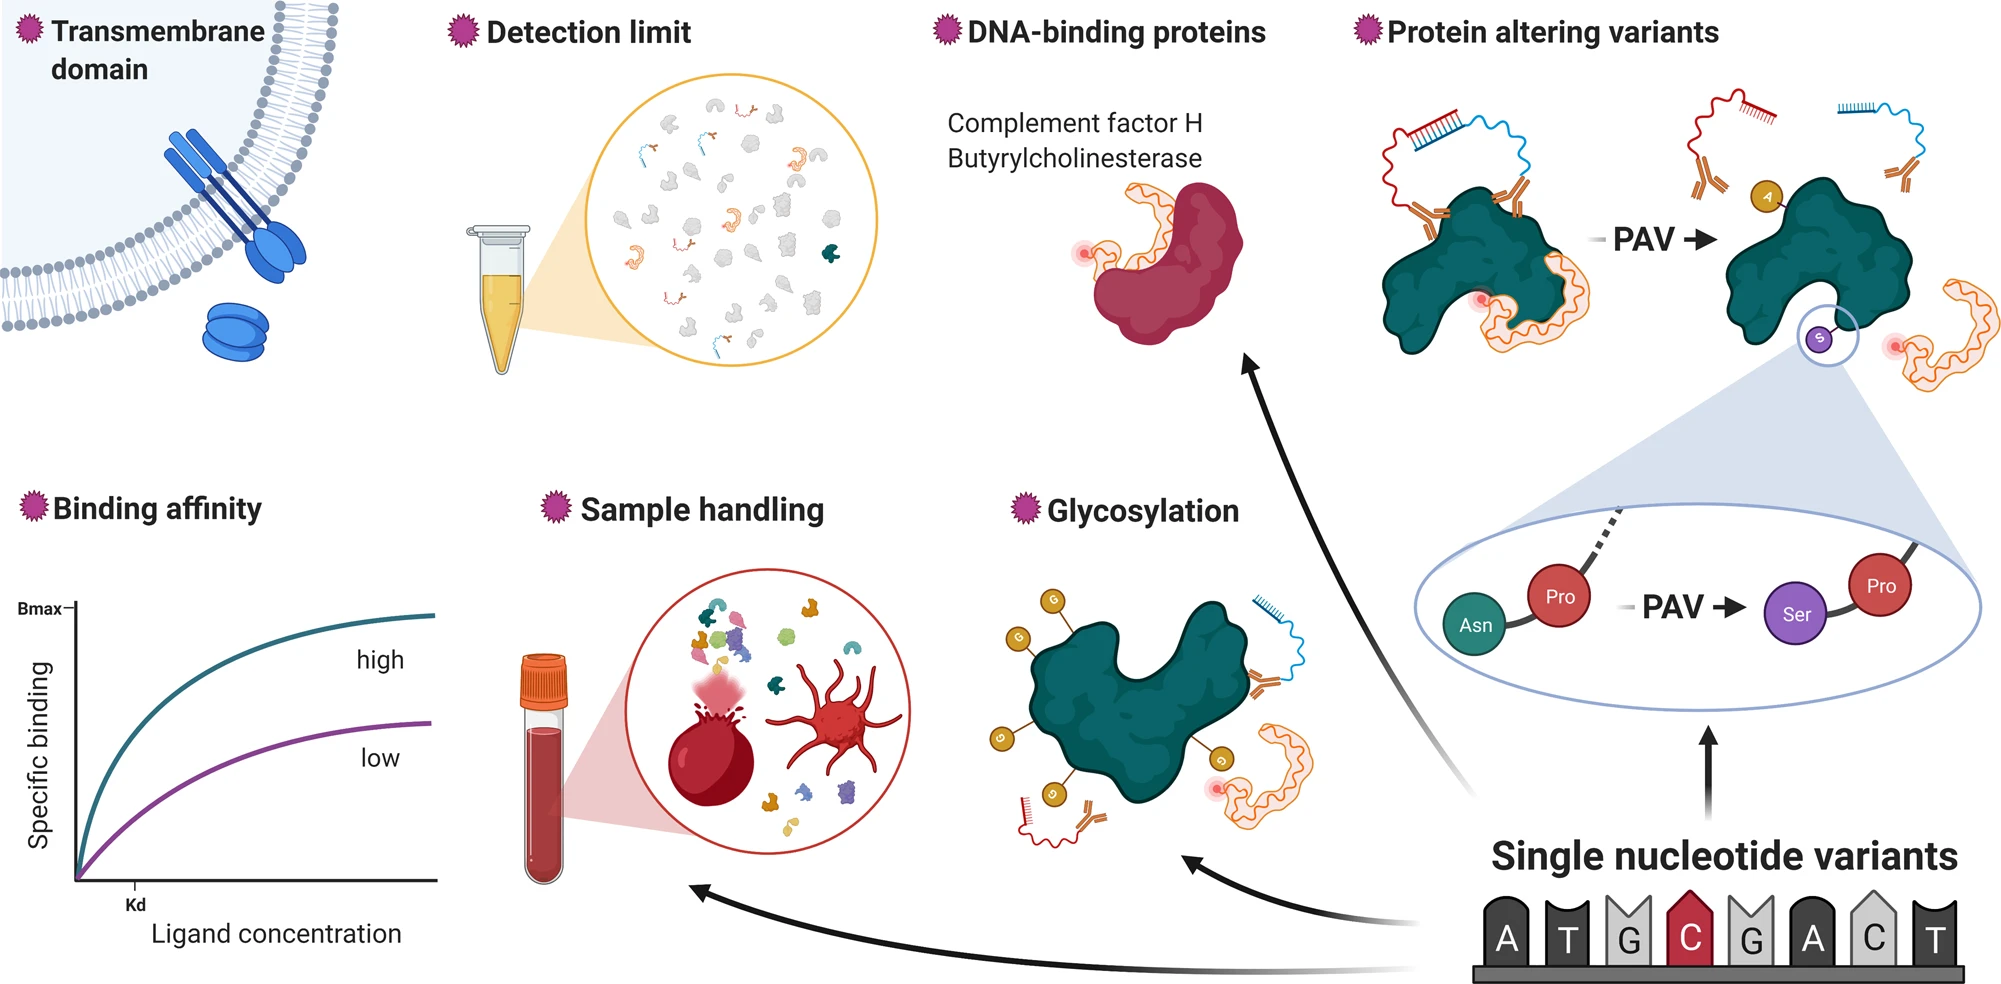 Transmembrane
domain
Detection limit
DNA-binding proteins
Complement factor H
Butyrylcholinesterase
Protein altering variants
A
PAV
S
Binding affinity
Bmax
Specific binding
high
low
Kd
Ligand concentration
Sample handling
Glycosylation
G
G
G
G
G
Asn
Pro
PAV
Ser
Pro
Single nucleotide variants
A T G C G A C T